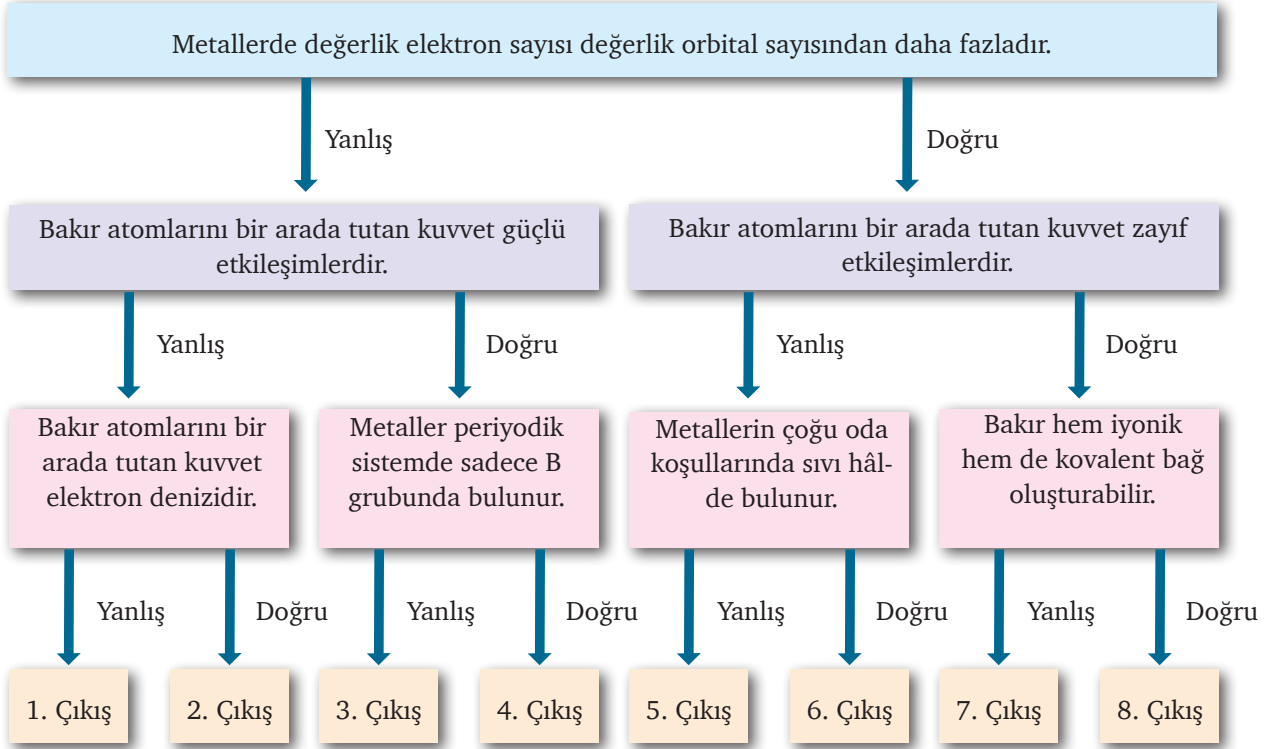 Metallerde değerlik elektron sayısı değerlik orbital sayısından daha fazladır.
Yanlış
Doğru
Bakır atomlarını bir arada tutan kuvvet güçlü
etkileşimlerdir.
Bakır atomlarını bir arada tutan kuvvet zayıf
etkileşimlerdir.
Yanlış
Doğru
Yanlış
Doğru
Bakır atomlarını bir
arada tutan kuvvet
elektron denizidir.
Metaller periyodik
sistemde sadece B
grubunda bulunur.
Metallerin çoğu oda
koşullarında sıvı hâl-
de bulunur.
Bakır hem iyonik
hem de kovalent bağ
oluşturabilir.
Yanlış
Doğru
Yanlış
Doğru
Yanlış
Doğru
Yanlış
Doğru
1. Çıkış
2. Çıkış
3. Çıkış
4. Çıkış
5. Çıkış
6. Çıkış
7. Çıkış
8. Çıkış